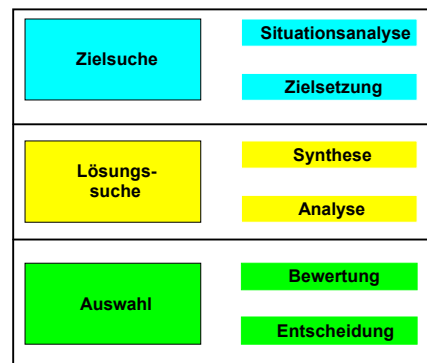 Zielsuche
Situationsanalyse
Zielsetzung
Lösungs-
suche
Synthese
Analyse
Auswahl
Bewertung
Entscheidung